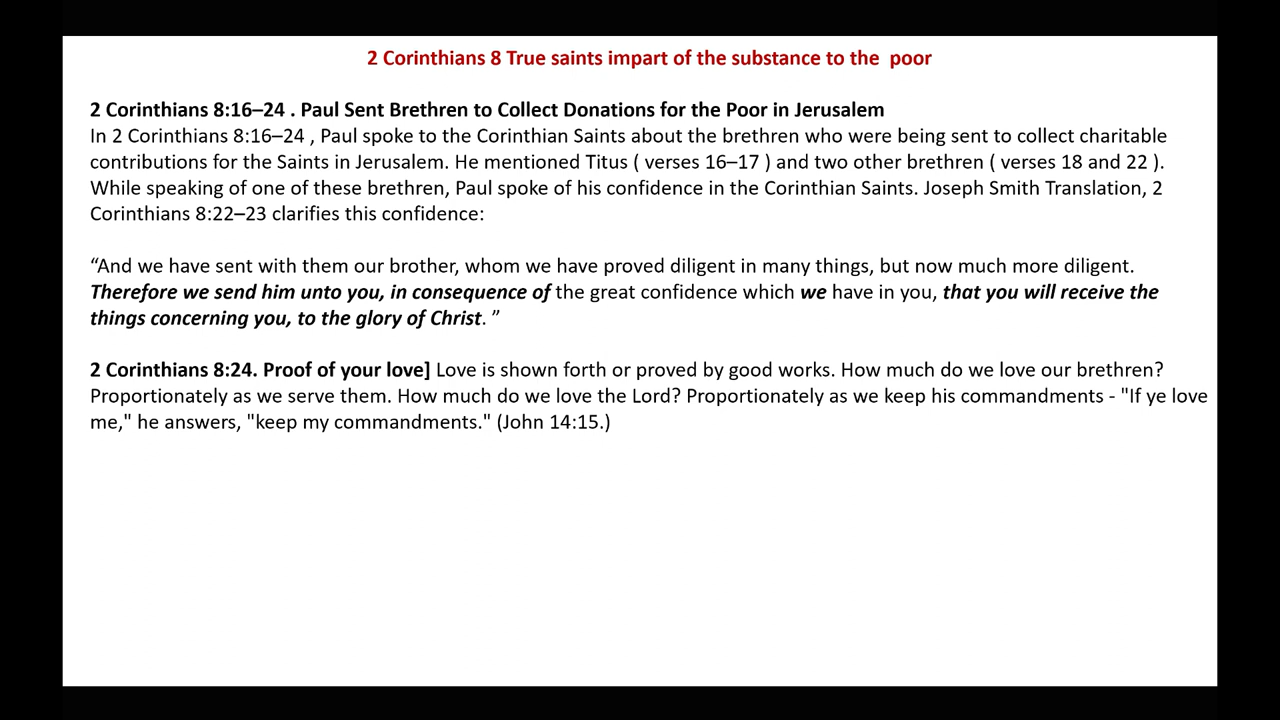 2 Corinthians 8 True saints impart of the substance to the  poor
2 Corinthians 8:16–24 . Paul Sent Brethren to Collect Donations for the Poor in Jerusalem
In 2 Corinthians 8:16–24 , Paul spoke to the Corinthian Saints about the brethren who were being sent to collect charitable
contributions for the Saints in Jerusalem. He mentioned Titus ( verses 16–17 ) and two other brethren ( verses 18 and 22 ).
While speaking of one of these brethren, Paul spoke of his confidence in the Corinthian Saints. Joseph Smith Translation, 2
Corinthians 8:22–23 clarifies this confidence:
“And we have sent with them our brother, whom we have proved diligent in many things, but now much more diligent.
Therefore we send him unto you, in consequence of the great confidence which we have in you, that you will receive the
things concerning you, to the glory of Christ. ”
2 Corinthians 8:24. Proof of your love] Love is shown forth or proved by good works. How much do we love our brethren?
Proportionately as we serve them. How much do we love the Lord? Proportionately as we keep his commandments - "If ye love
me," he answers, "keep my commandments." (John 14:15.)